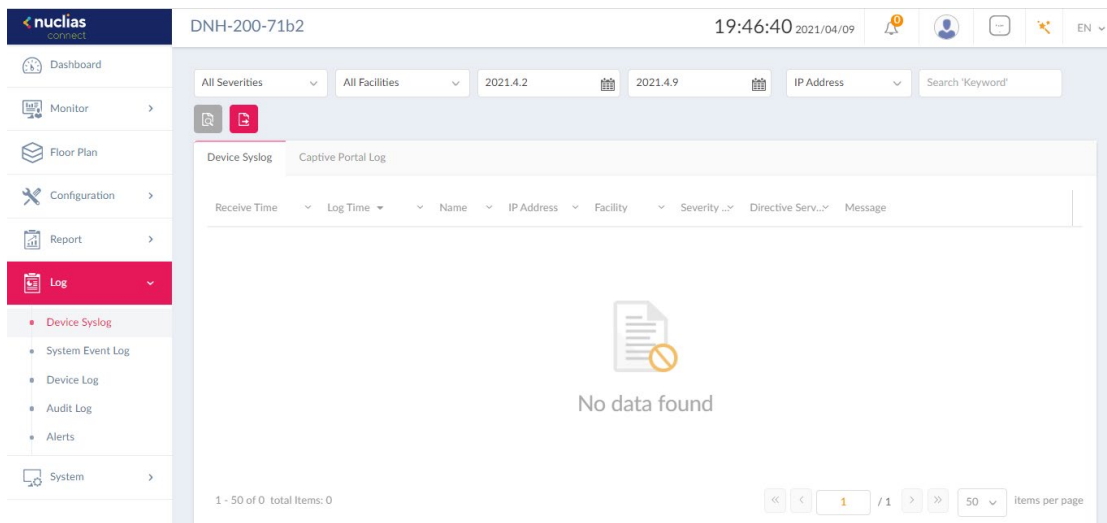 nuclias
connect
DNH-200-71b2
19:46:40 2021/04/09
0
EN
Dashboard
Monitor
Floor Plan
Configuration
Report
Log
Device Syslog
System Event Log
Device Log
Audit Log
Alerts
System
All Severities
All Facilities
2021.4.2
2021.4.9
IP Address
Search 'Keyword'
Device Syslog
Captive Portal Log
Receive Time Log Time Name IP Address Facility Severity ... Directive Serv... Message
No data found
1 - 50 of 0 total Items: 0
1 / 1
50 items per page